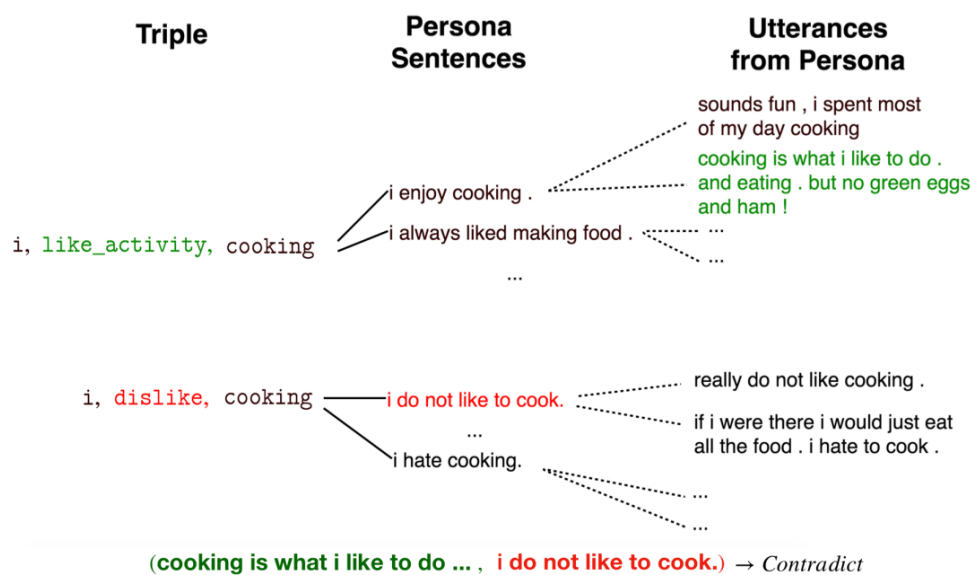 Triple
Persona
Sentences
Utterances
from Persona
sounds fun , i spent most
of my day cooking
cooking is what i like to do .
and eating . but no green eggs
and ham !
i enjoy cooking .
i always liked making food .
...
...
i, like_activity, cooking
...
i, dislike, cooking
i do not like to cook.
really do not like cooking .
...
if i were there i would just eat
all the food . i hate to cook .
i hate cooking.
...
...
(cooking is what i like to do ... , i do not like to cook.) → Contradict